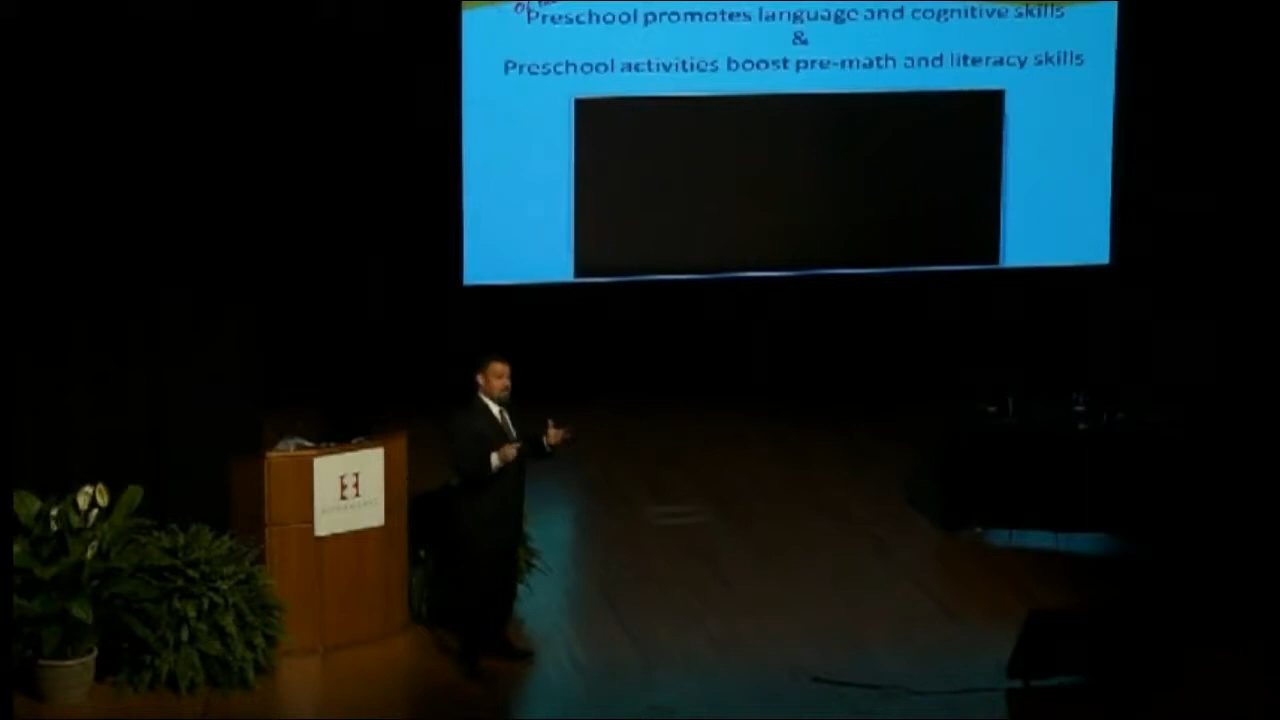 Preschool promotes language and cognitive skills
&
Preschool activities boost pre-math and literacy skills
H